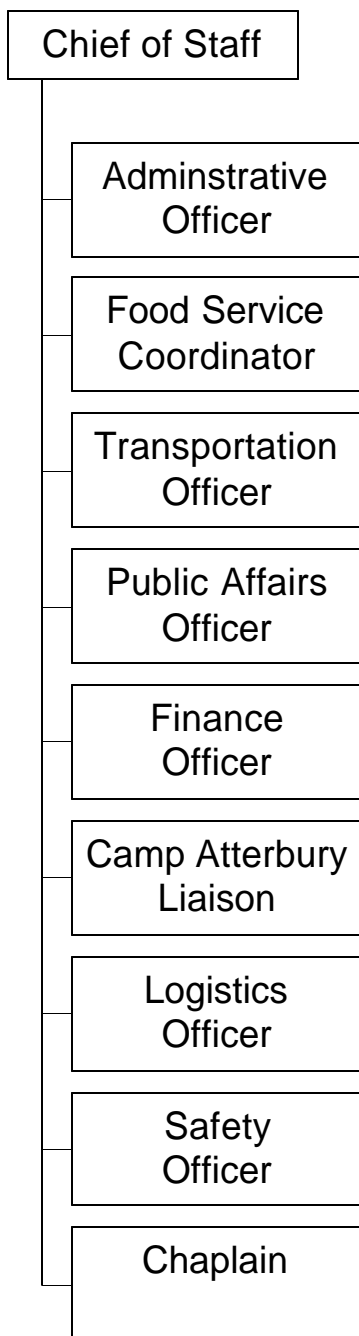 Chief of Staff
Adminstrative
Officer
Food Service
Coordinator
Transportation
Officer
Public Affairs
Officer
Finance
Officer
Camp Atterbury
Liaison
Logistics
Officer
Safety
Officer
Chaplain